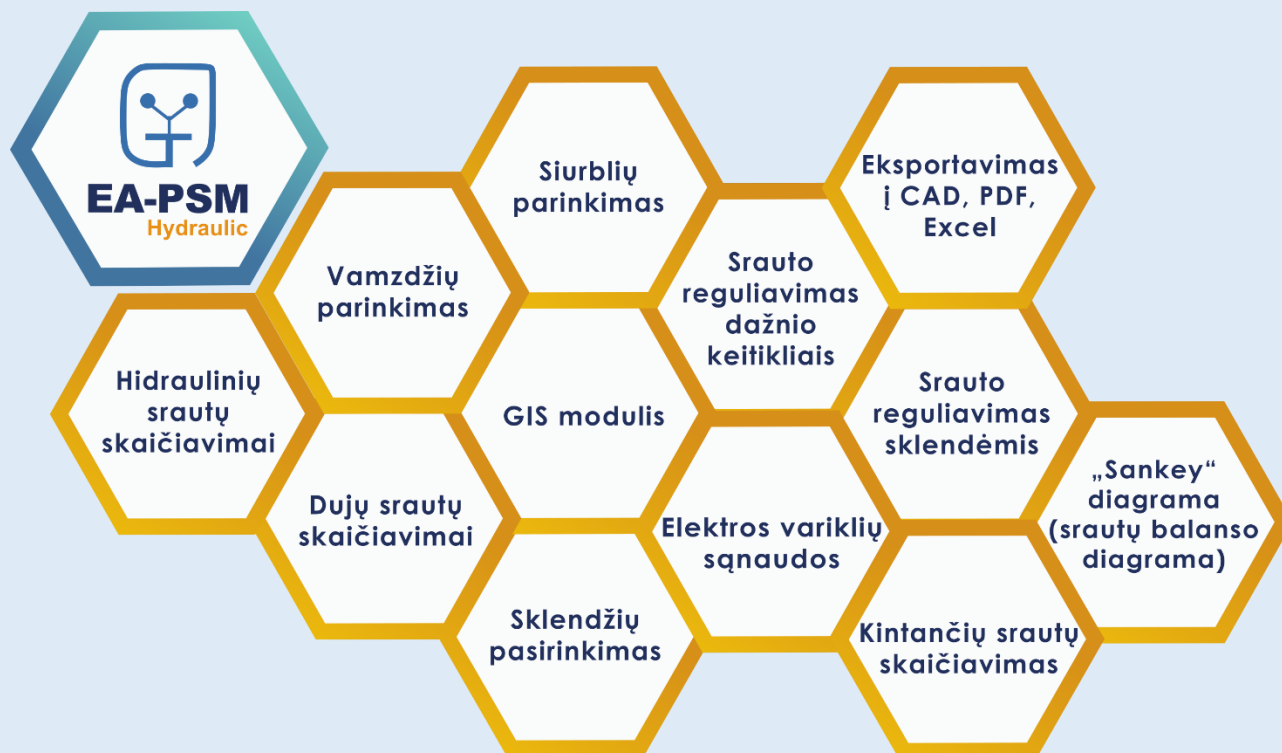 EA-PSM
Hydraulic
Siurblių
parinkimas
Eksportavimas
į CAD, PDF,
Excel
Vamzdžių
parinkimas
Srauto
reguliavimas
dažnio
keitikliais
Hidraulinių
srautų
skaičiavimai
GIS modulis
Srauto
reguliavimas
sklendėmis
Dujų srautų
skaičiavimai
Elektros variklių
sąnaudos
„Sankey“
diagrama
(srautų balanso
diagrama)
Sklendžių
pasirinkimas
Kintančių srautų
skaičiavimas